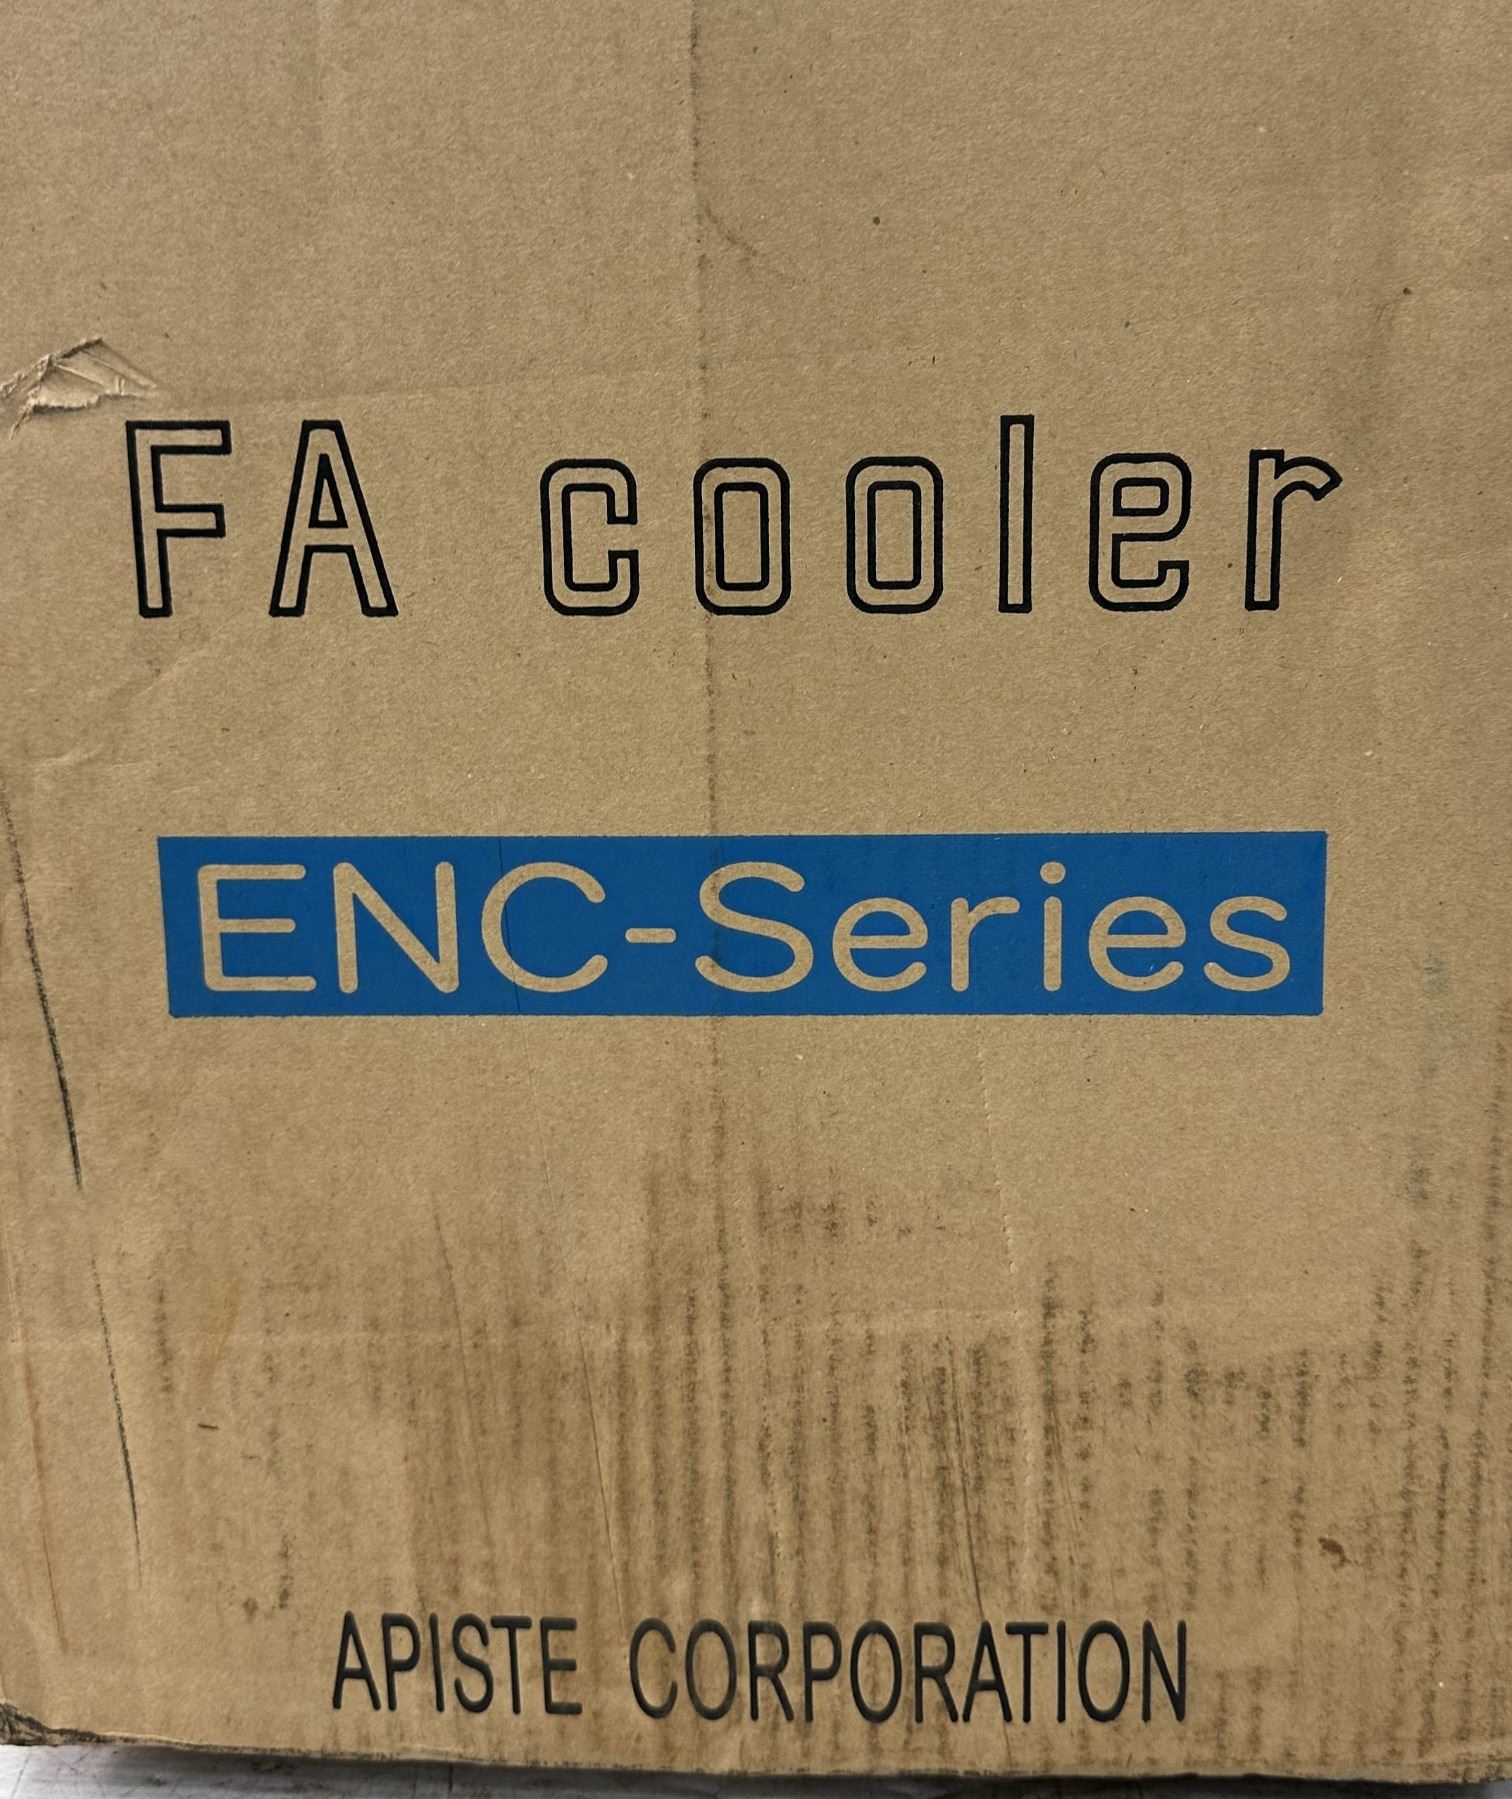 FA cooler
ENC-Series
APISTE CORPORATION